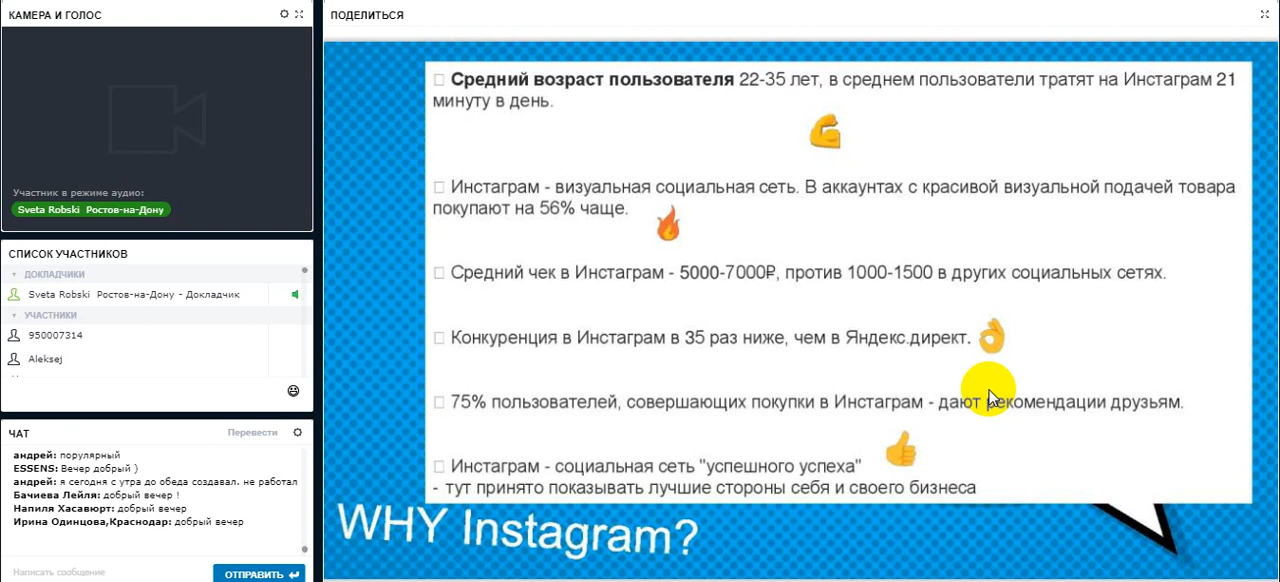 КАМЕРА И ГОЛОС
Участник в режиме аудио:
Sveta Robski Ростов-на-Дону
СПИСОК УЧАСТНИКОВ
ДОКЛАДЧИКИ
Sveta Robski Ростов-на-Дону - Докладчик
УЧАСТНИКИ
950007314
Aleksej
ЧАТ
Перевести
андрей: порулярный
ESSENS: Вечер добрый )
андрей: я сегодня с утра до обеда создавал. не работал
Бачиева Лейля: добрый вечер !
Напиля Хасавюрт: добрый вечер
Ирина Одинцова,Краснодар: добрый вечер
Написать сообщение
ОТПРАВИТЬ
ПОДЕЛИТЬСЯ
Средний возраст пользователя 22-35 лет, в среднем пользователи тратят на Инстаграм 21
минуту в день.
Инстаграм - визуальная социальная сеть. В аккаунтах с красивой визуальной подачей товара
покупают на 56% чаще.
Средний чек в Инстаграм - 5000-7000₽, против 1000-1500 в других социальных сетях.
Конкуренция в Инстаграм в 35 раз ниже, чем в Яндекс.директ.
75% пользователей, совершающих покупки в Инстаграм - дают рекомендации друзьям.
Инстаграм - социальная сеть "успешного успеха"
- тут принято показывать лучшие стороны себя и своего бизнеса
WHY Instagram?